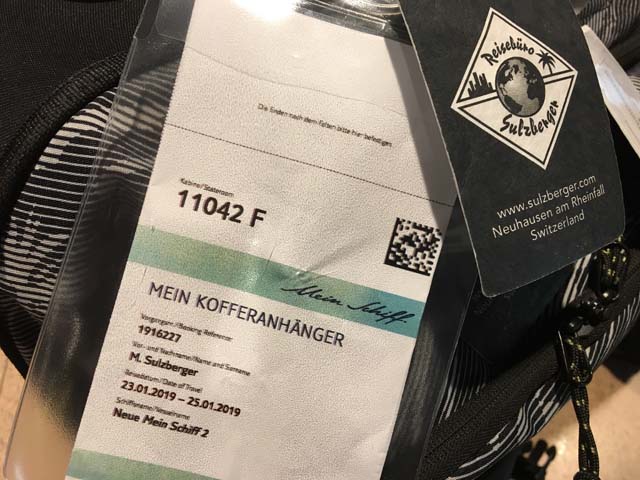 Die Enden nach dem Falten bitte hier befestigen
Kabine/Stateroom
11042 F
Mein Schiff.
MEIN KOFFERANHÄNGER
Vorgangsnr./Booking Reference
1916227
Vor- und Nachname/Name and Surname
M. Sulzberger
Reisedatum/Date of Travel
23.01.2019 – 25.01.2019
Schiffsname/Vesselname
Neue Mein Schiff 2
Reisebüro
Sulzberger
www.sulzberger.com
Neuhausen am Rheinfall
Switzerland